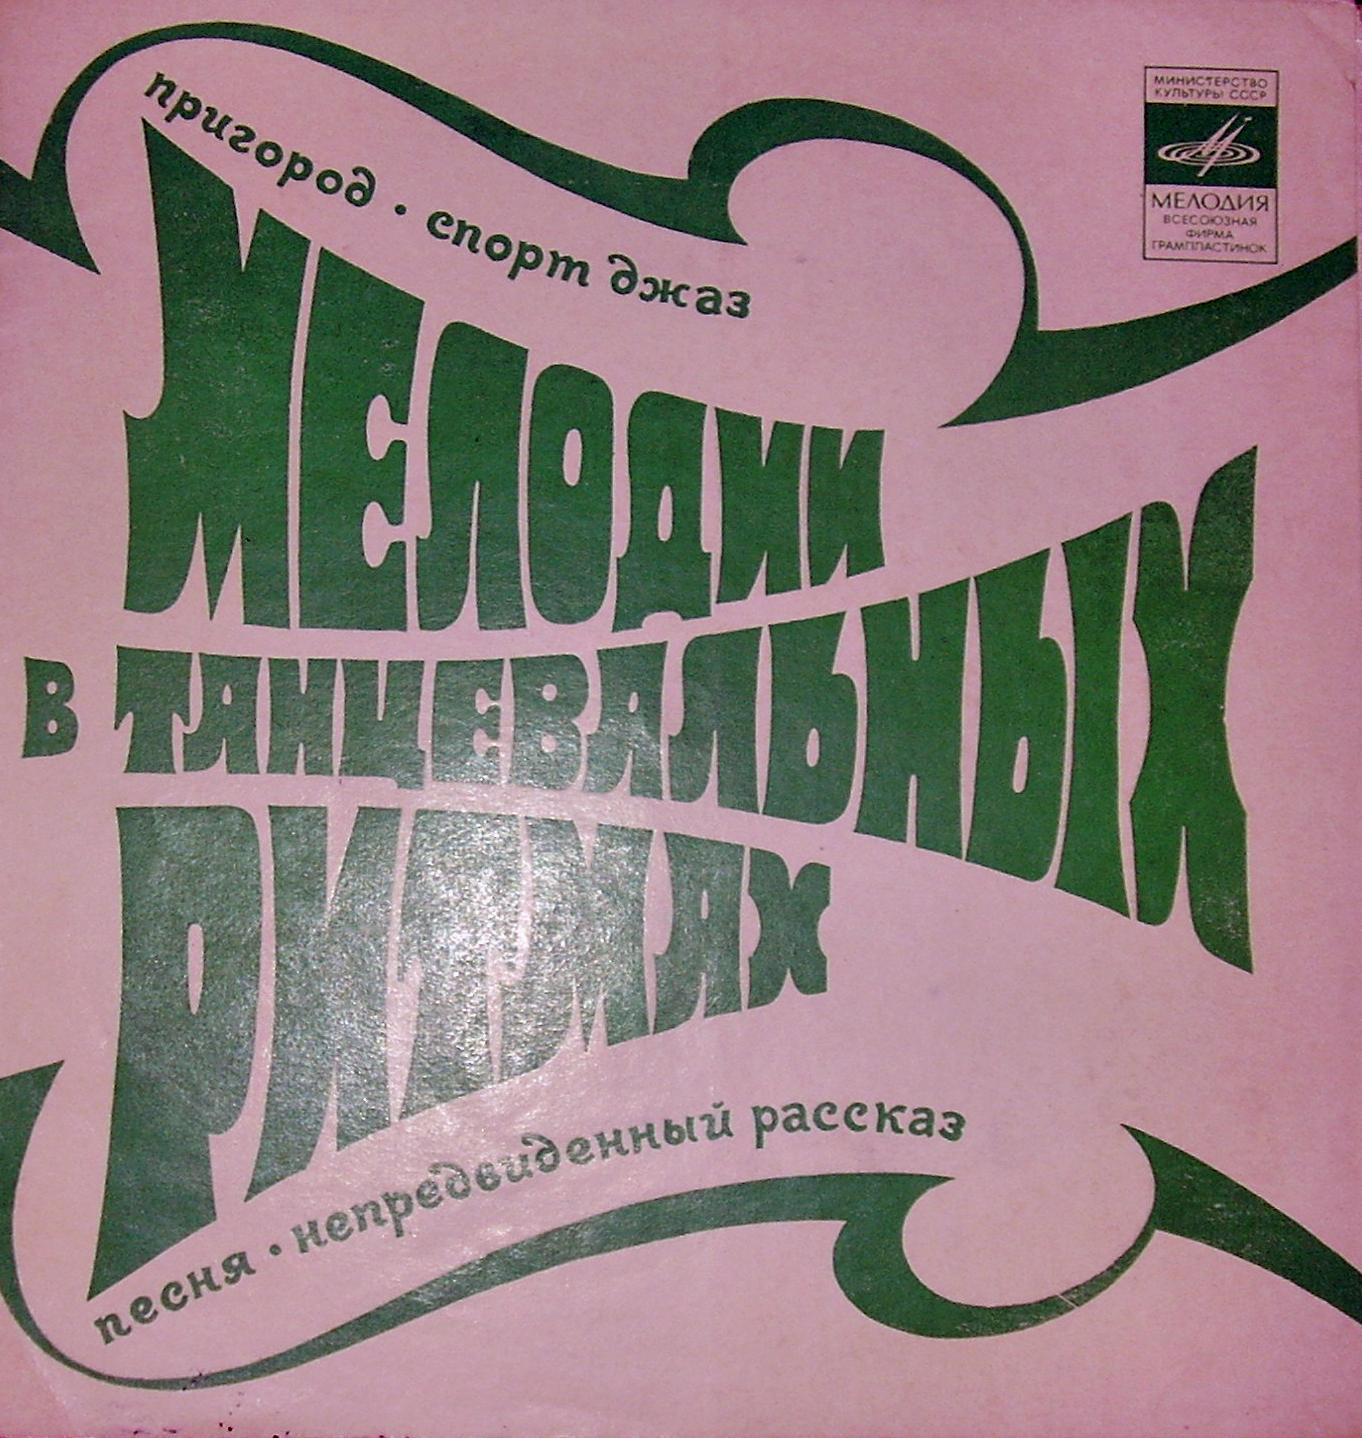 пригород · спорт джаз
МИНИСТЕРСТВО
КУЛЬТУРЫ СССР
МЕЛОДИЯ
ВСЕСОЮЗНАЯ
ФИРМА
ГРАМПЛАСТИНОК
МЕЛОДИИ
В ТАНЦЕВАЛЬНЫХ
РИТМАХ
песня · непредвиденный рассказ